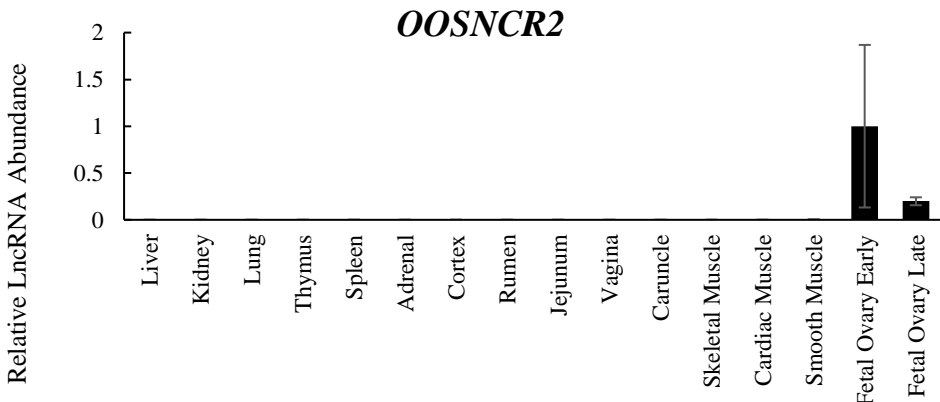 OOSNCR2
Relative LncRNA Abundance
2
1.5
1
0.5
0
Liver
Kidney
Lung
Thymus
Spleen
Adrenal
Cortex
Rumen
Jejunum
Vagina
Caruncle
Skeletal Muscle
Cardiac Muscle
Smooth Muscle
Fetal Ovary Early
Fetal Ovary Late